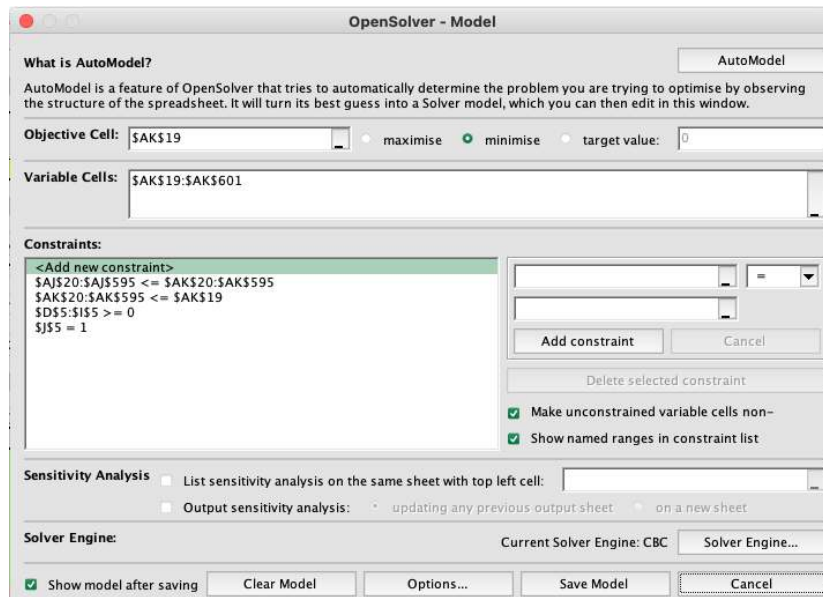 OpenSolver - Model
What is AutoModel?
AutoModel
AutoModel is a feature of OpenSolver that tries to automatically determine the problem you are trying to optimise by observing
the structure of the spreadsheet. It will turn its best guess into a Solver model, which you can then edit in this window.
Objective Cell: $AK$19 _ maximise minimise target value: 0
Variable Cells: $AK$19:$AK$601
Constraints:
<Add new constraint>
$AJ$20:$AJ$595 <= $AK$20:$AK$595
$AK$20:$AK$595 <= $AK$19
$D$5:$I$5 >= 0
$J$5 = 1
=
Add constraint Cancel
Delete selected constraint
Make unconstrained variable cells non-
Show named ranges in constraint list
Sensitivity Analysis List sensitivity analysis on the same sheet with top left cell:
Output sensitivity analysis: updating any previous output sheet on a new sheet
Solver Engine: Current Solver Engine: CBC Solver Engine...
Show model after saving Clear Model Options... Save Model Cancel